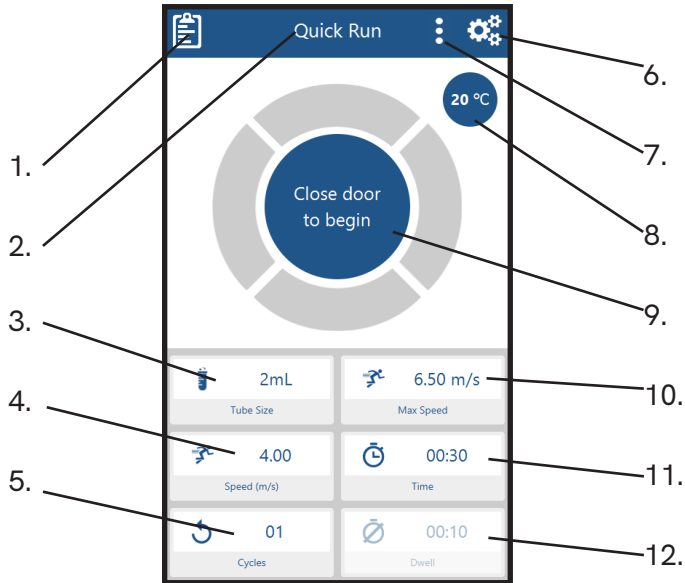 Quick Run
20 ºC
Close door
to begin
2mL
Tube Size
6.50 m/s
Max Speed
4.00
Speed (m/s)
00:30
Time
01
Cycles
00:10
Dwell
1.
2.
3.
4.
5.
6.
7.
8.
9.
10.
11.
12.